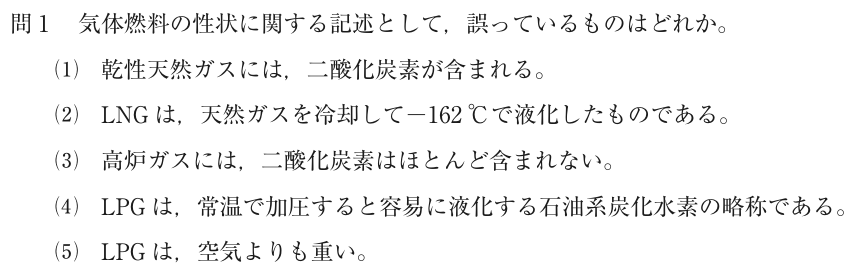 問1　気体燃料の性状に関する記述として，誤っているものはどれか。
⑴　乾性天然ガスには，二酸化炭素が含まれる。
⑵　LNG は，天然ガスを冷却して－162 ℃で液化したものである。
⑶　高炉ガスには，二酸化炭素はほとんど含まれない。
⑷　LPG は，常温で加圧すると容易に液化する石油系炭化水素の略称である。
⑸　LPG は，空気よりも重い。